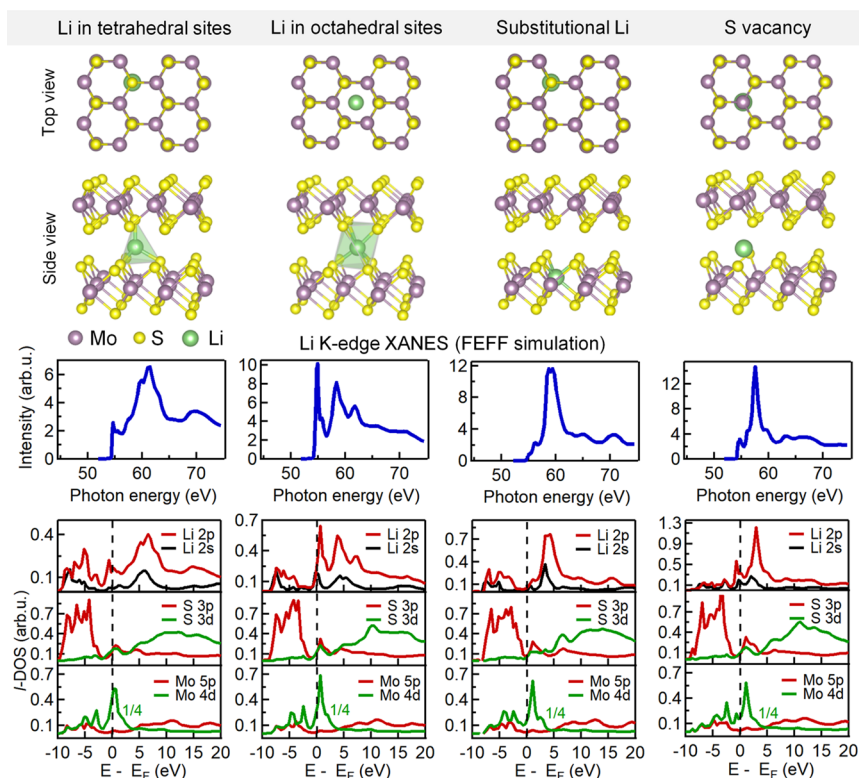 Li in tetrahedral sites Li in octahedral sites Substitutional Li S vacancy
Top view
Side view
Mo S Li
Li K-edge XANES (FEFF simulation)
Intensity (arb.u.)
6
4
2
0
50 60 70
Photon energy (eV)
10
8
6
4
2
0
50 60 70
Photon energy (eV)
12
8
4
0
50 60 70
Photon energy (eV)
12
8
4
0
50 60 70
Photon energy (eV)
l-DOS (arb.u.)
0.4
0.1
Li 2p
Li 2s
0.7
0.4
0.1
S 3p
S 3d
0.7
0.4
0.1
Mo 5p
Mo 4d
1/4
-10 -5 0 5 10 15 20
E - EF (eV)
0.7
0.4
0.1
Li 2p
Li 2s
0.7
0.4
0.1
S 3p
S 3d
0.7
0.4
0.1
Mo 5p
Mo 4d
1/4
-10 -5 0 5 10 15 20
E - EF (eV)
0.7
0.4
0.1
Li 2p
Li 2s
0.7
0.4
0.1
S 3p
S 3d
0.7
0.4
0.1
Mo 5p
Mo 4d
1/4
-10 -5 0 5 10 15 20
E - EF (eV)
1.3
1.0
0.7
0.4
0.1
Li 2p
Li 2s
0.7
0.4
0.1
S 3p
S 3d
0.7
0.4
0.1
Mo 5p
Mo 4d
1/4
-10 -5 0 5 10 15 20
E - EF (eV)